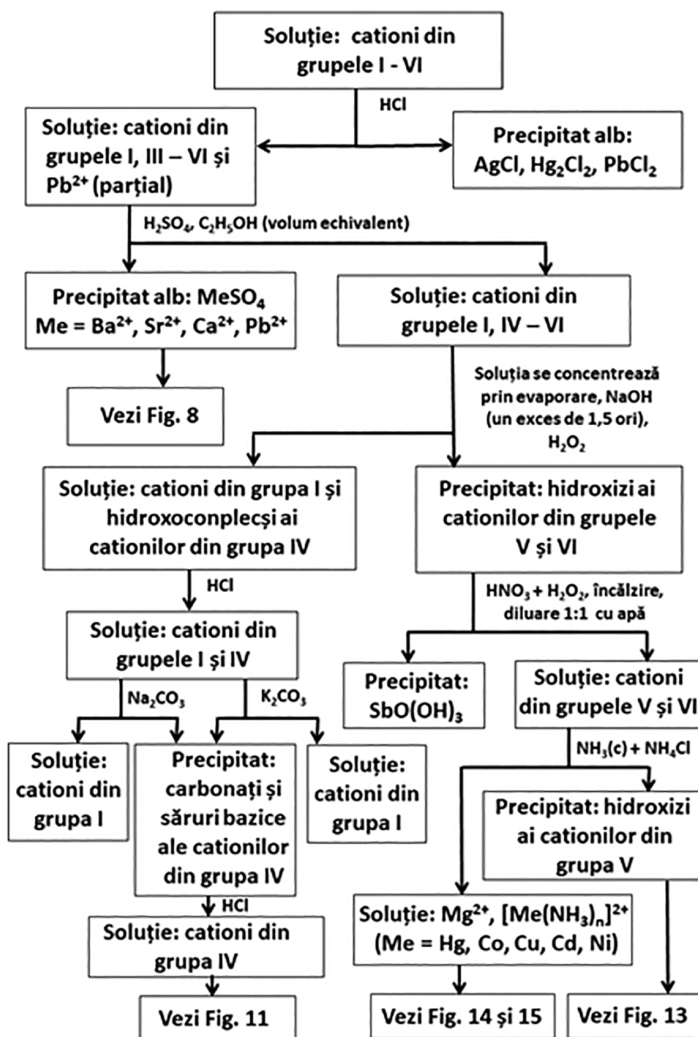 Soluție: cationi din
grupele I - VI
HCl
Soluție: cationi din
grupele I, III – VI și
Pb²⁺ (parțial)
Precipitat alb:
AgCl, Hg₂Cl₂, PbCl₂
H₂SO₄, C₂H₅OH (volum echivalent)
Precipitat alb: MeSO₄
Me = Ba²⁺, Sr²⁺, Ca²⁺, Pb²⁺
Soluție: cationi din
grupele I, IV – VI
Vezi Fig. 8
Soluția se concentrează
prin evaporare, NaOH
(un exces de 1,5 ori),
H₂O₂
Soluție: cationi din grupa I și
hidroxoconplecși ai
cationilor din grupa IV
Precipitat: hidroxizi ai
cationilor din grupele
V și VI
HCl
HNO₃ + H₂O₂, încălzire,
diluare 1:1 cu apă
Soluție: cationi din
grupele I și IV
Precipitat:
SbO(OH)₃
Soluție: cationi
din grupele V și VI
Na₂CO₃
K₂CO₃
NH₃(c) + NH₄Cl
Soluție:
cationi din
grupa I
Precipitat:
carbonați și
săruri bazice
ale cationilor
din grupa IV
Soluție:
cationi din
grupa I
Precipitat: hidroxizi
ai cationilor din
grupa V
HCl
Soluție: cationi din
grupa IV
Soluție: Mg²⁺, [Me(NH₃)ₙ]²⁺
(Me = Hg, Co, Cu, Cd, Ni)
Vezi Fig. 11
Vezi Fig. 14 și 15
Vezi Fig. 13